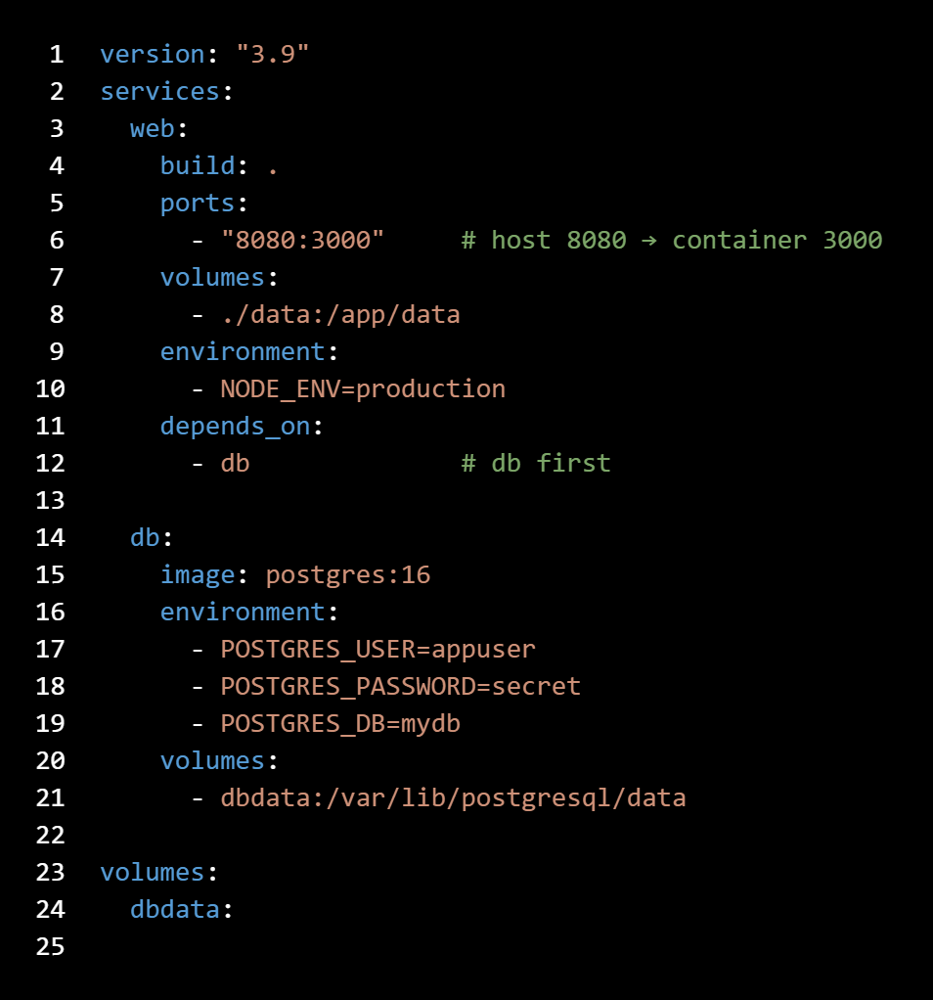 1 version: "3.9"
2 services:
3   web:
4     build: .
5     ports:
6       - "8080:3000"     # host 8080 → container 3000
7     volumes:
8       - ./data:/app/data
9     environment:
10       - NODE_ENV=production
11     depends_on:
12       - db              # db first
13
14   db:
15     image: postgres:16
16     environment:
17       - POSTGRES_USER=appuser
18       - POSTGRES_PASSWORD=secret
19       - POSTGRES_DB=mydb
20     volumes:
21       - dbdata:/var/lib/postgresql/data
22
23 volumes:
24   dbdata:
25